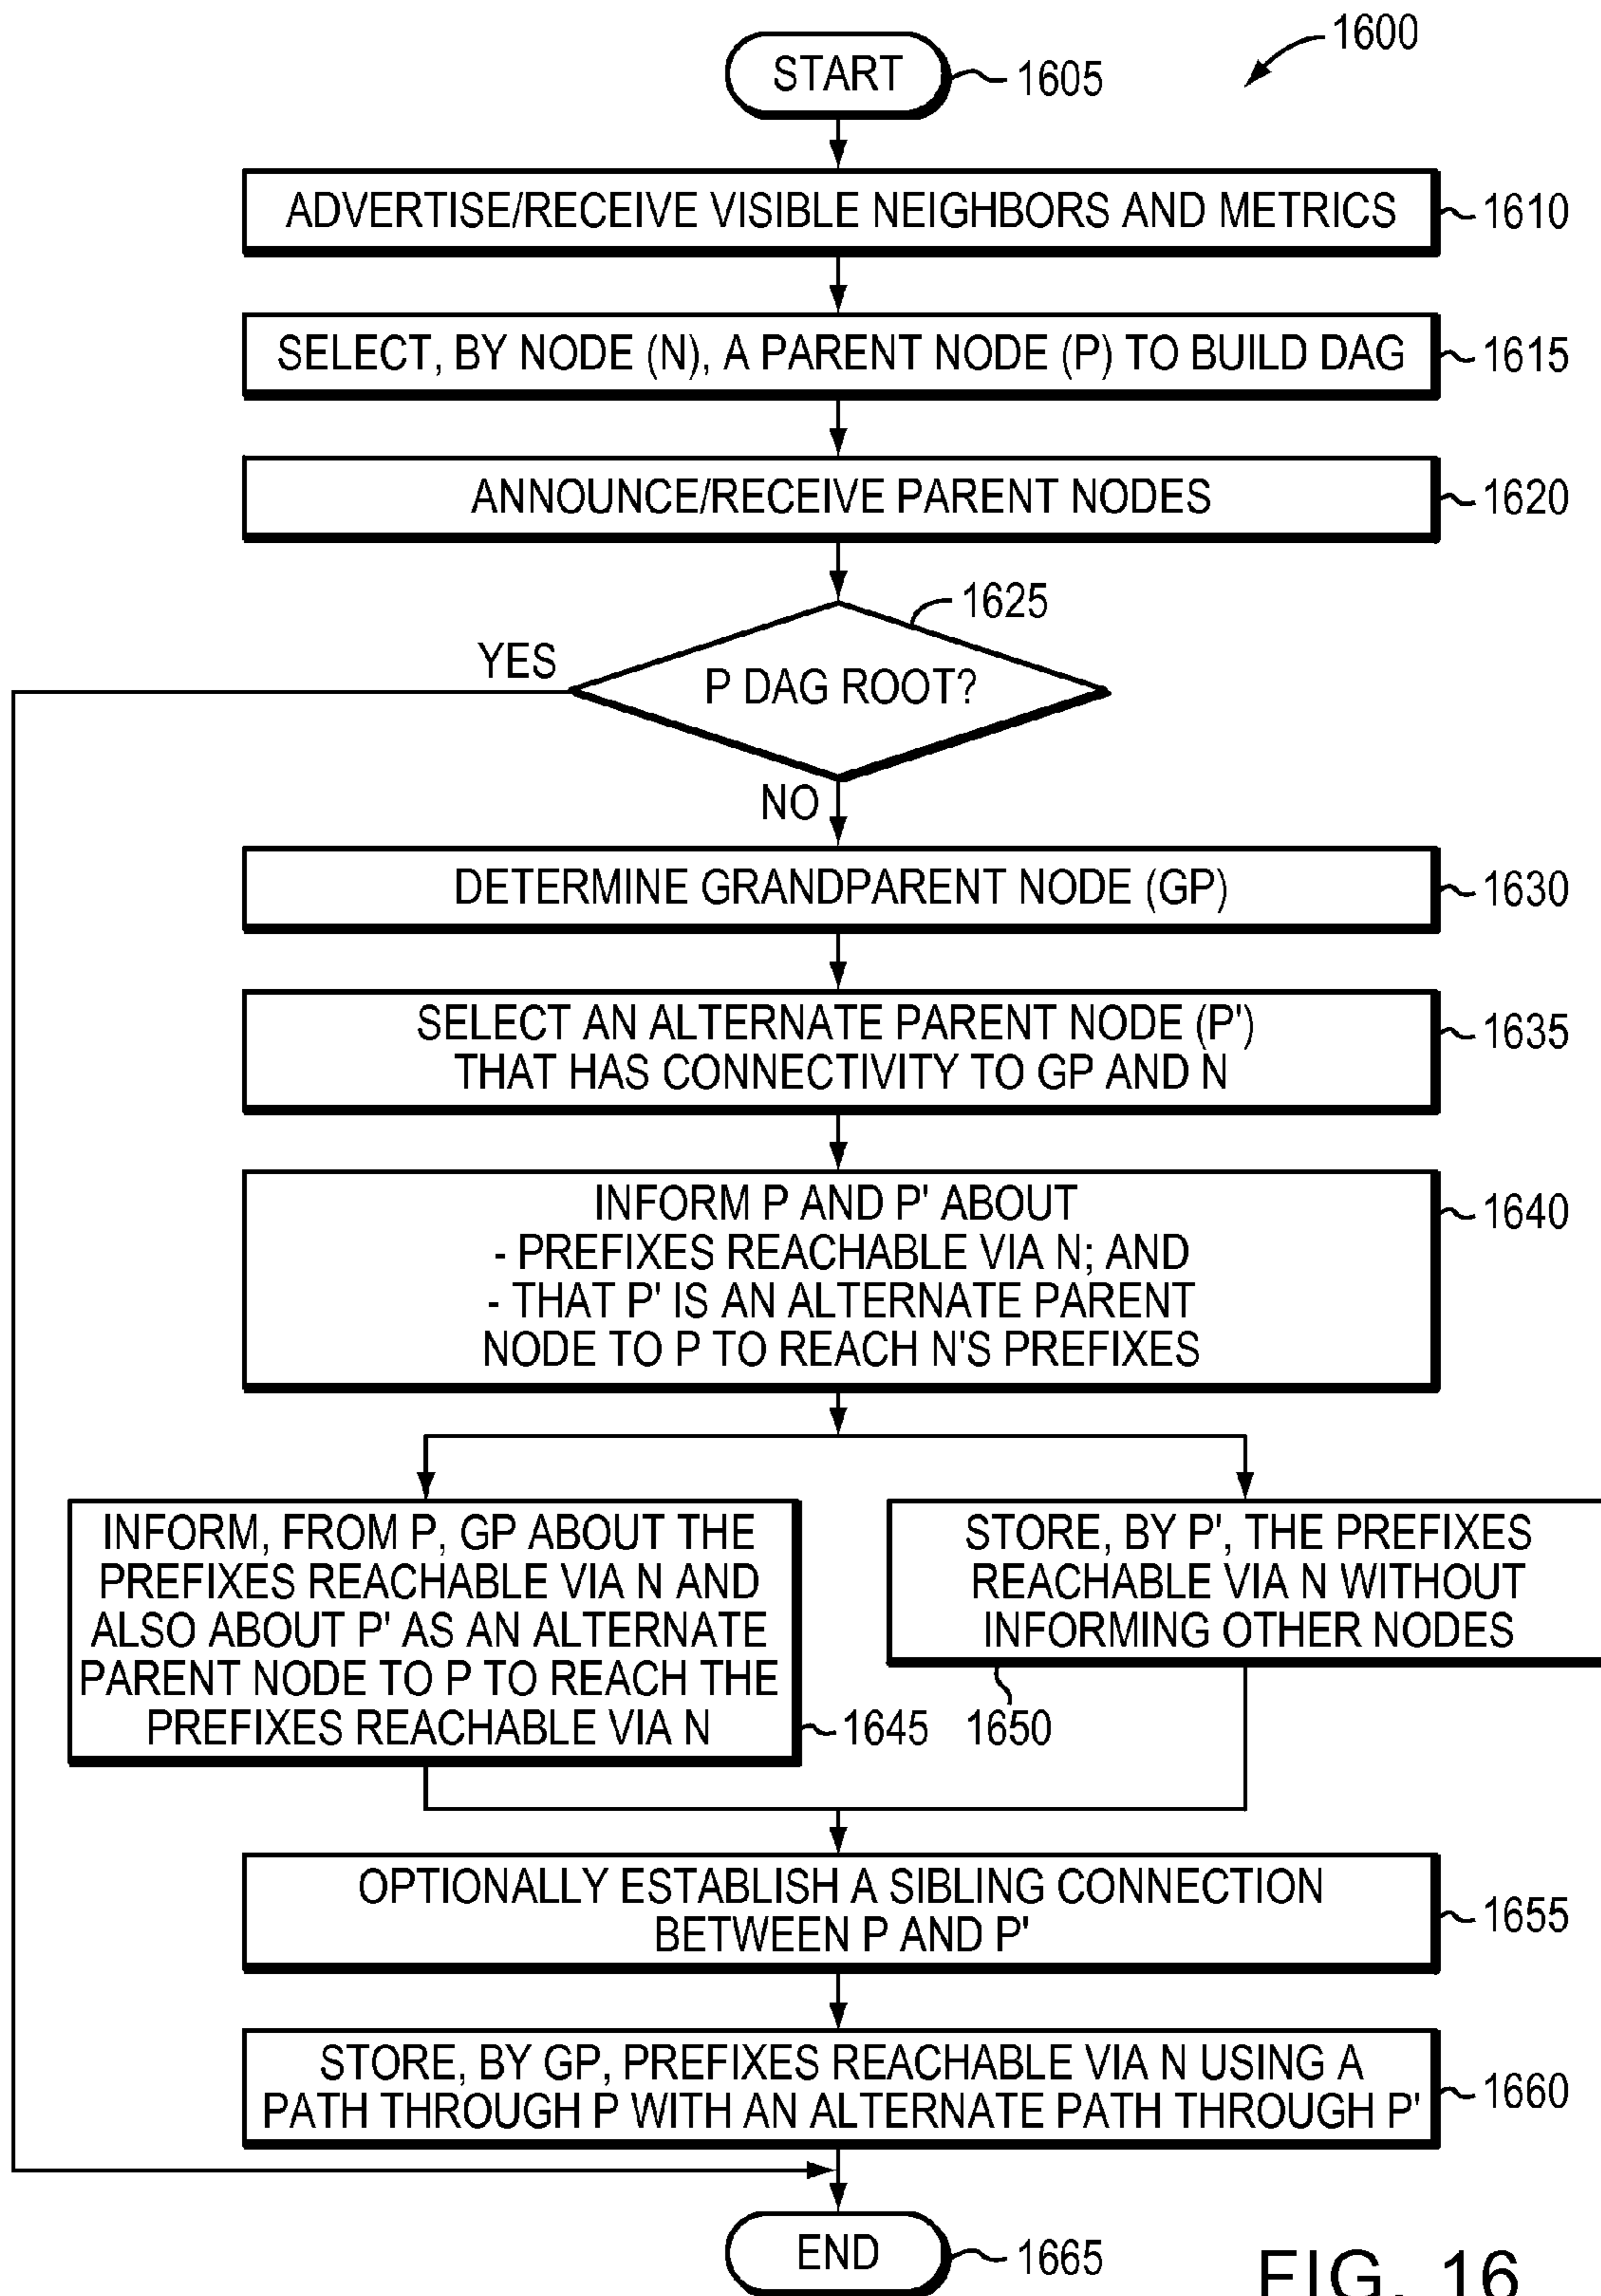 1600
START
1605
ADVERTISE/RECEIVE VISIBLE NEIGHBORS AND METRICS
1610
SELECT, BY NODE (N), A PARENT NODE (P) TO BUILD DAG
1615
ANNOUNCE/RECEIVE PARENT NODES
1620
1625
YES
P DAG ROOT?
NO
DETERMINE GRANDPARENT NODE (GP)
1630
SELECT AN ALTERNATE PARENT NODE (P')
THAT HAS CONNECTIVITY TO GP AND N
1635
INFORM P AND P' ABOUT
- PREFIXES REACHABLE VIA N; AND
- THAT P' IS AN ALTERNATE PARENT
NODE TO P TO REACH N'S PREFIXES
1640
INFORM, FROM P, GP ABOUT THE
PREFIXES REACHABLE VIA N AND
ALSO ABOUT P' AS AN ALTERNATE
PARENT NODE TO P TO REACH THE
PREFIXES REACHABLE VIA N
1645
STORE, BY P', THE PREFIXES
REACHABLE VIA N WITHOUT
INFORMING OTHER NODES
1650
OPTIONALLY ESTABLISH A SIBLING CONNECTION
BETWEEN P AND P'
1655
STORE, BY GP, PREFIXES REACHABLE VIA N USING A
PATH THROUGH P WITH AN ALTERNATE PATH THROUGH P'
1660
END
1665
FIG. 16